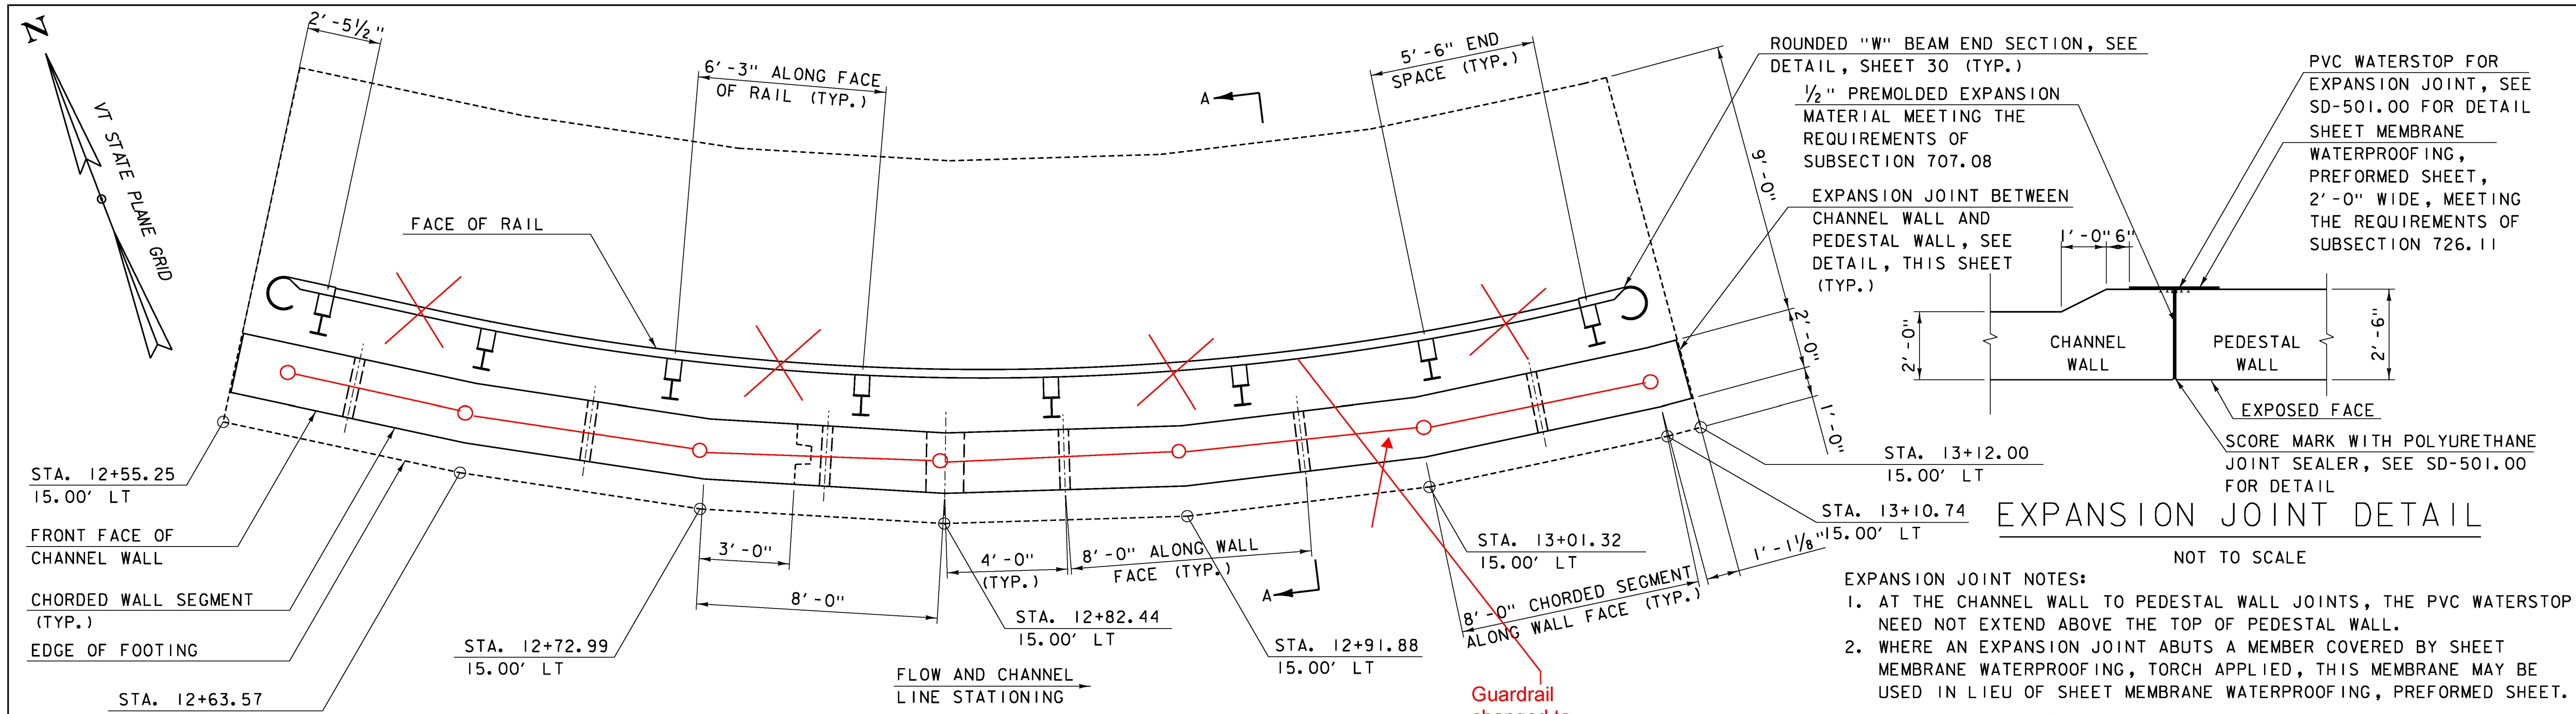 N
VT STATE PLANE GRID
2'-5½"
6'-3" ALONG FACE
OF RAIL (TYP.)
A
5'-6" END
SPACE (TYP.)
ROUNDED "W" BEAM END SECTION, SEE
DETAIL, SHEET 30 (TYP.)
½" PREMOLDED EXPANSION
MATERIAL MEETING THE
REQUIREMENTS OF
SUBSECTION 707.08
EXPANSION JOINT BETWEEN
CHANNEL WALL AND
PEDESTAL WALL, SEE
DETAIL, THIS SHEET
(TYP.)
PVC WATERSTOP FOR
EXPANSION JOINT, SEE
SD-501.00 FOR DETAIL
SHEET MEMBRANE
WATERPROOFING,
PREFORMED SHEET,
2'-0" WIDE, MEETING
THE REQUIREMENTS OF
SUBSECTION 726.11
1'-0"
6"
2'-0"
CHANNEL
WALL
PEDESTAL
WALL
2'-6"
EXPOSED FACE
SCORE MARK WITH POLYURETHANE
JOINT SEALER, SEE SD-501.00
FOR DETAIL
EXPANSION JOINT DETAIL
NOT TO SCALE
FACE OF RAIL
9'-0"
2'-0"
1'-0"
STA. 12+55.25
15.00' LT
FRONT FACE OF
CHANNEL WALL
CHORDED WALL SEGMENT
(TYP.)
EDGE OF FOOTING
STA. 12+63.57
STA. 12+72.99
15.00' LT
3'-0"
8'-0"
4'-0"
(TYP.)
8'-0" ALONG WALL
FACE (TYP.)
A
STA. 12+82.44
15.00' LT
FLOW AND CHANNEL
LINE STATIONING
STA. 12+91.88
15.00' LT
STA. 13+01.32
15.00' LT
8'-0" CHORDED SEGMENT
ALONG WALL FACE (TYP.)
1'-1⅛"
STA. 13+10.74
15.00' LT
STA. 13+12.00
15.00' LT
Guardrail
changed to
EXPANSION JOINT NOTES:
1. AT THE CHANNEL WALL TO PEDESTAL WALL JOINTS, THE PVC WATERSTOP
NEED NOT EXTEND ABOVE THE TOP OF PEDESTAL WALL.
2. WHERE AN EXPANSION JOINT ABUTS A MEMBER COVERED BY SHEET
MEMBRANE WATERPROOFING, TORCH APPLIED, THIS MEMBRANE MAY BE
USED IN LIEU OF SHEET MEMBRANE WATERPROOFING, PREFORMED SHEET.